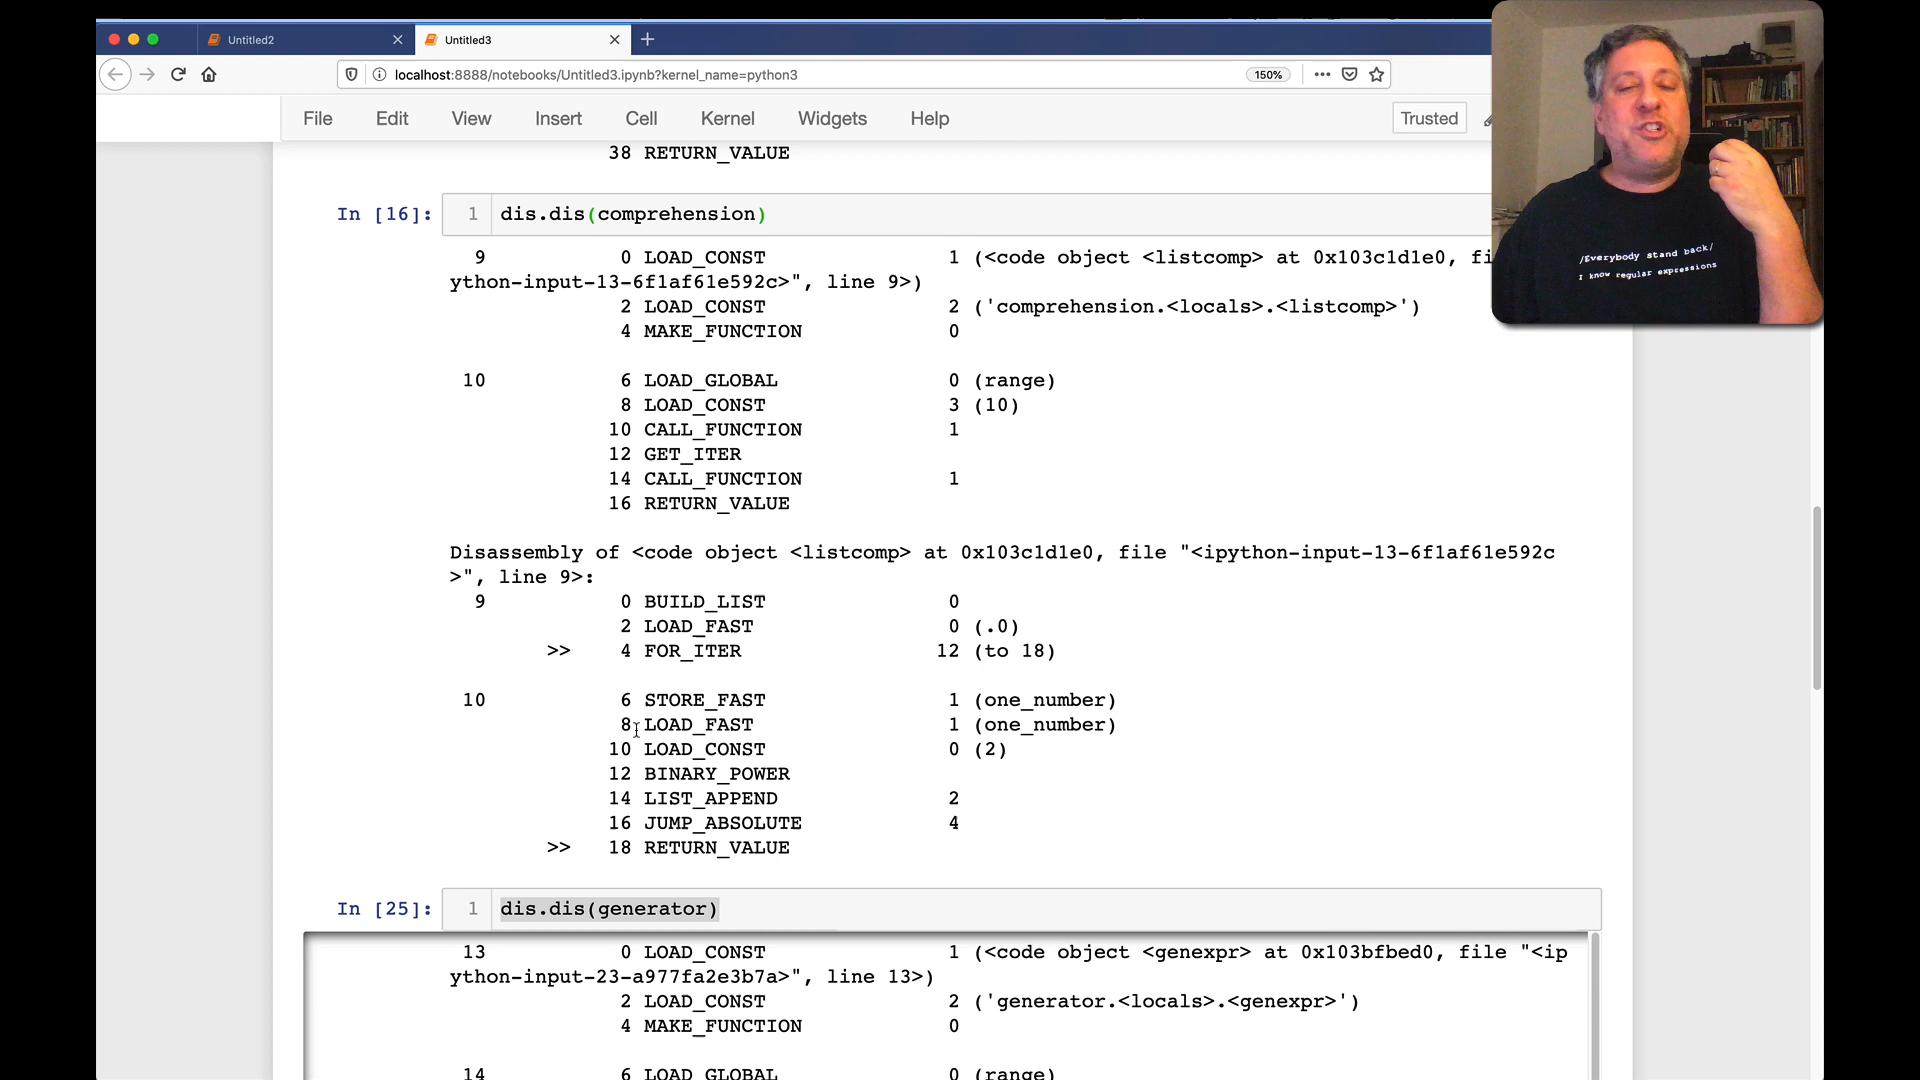 Untitled2
Untitled3
localhost:8888/notebooks/Untitled3.ipynb?kernel_name=python3
150%
File Edit View Insert Cell Kernel Widgets Help
Trusted
38 RETURN_VALUE
In [16]: 1 dis.dis(comprehension)
9 0 LOAD_CONST 1 (<code object <listcomp> at 0x103c1d1e0, fi
ython-input-13-6f1af61e592c>", line 9>)
2 LOAD_CONST 2 ('comprehension.<locals>.<listcomp>')
4 MAKE_FUNCTION 0
10 6 LOAD_GLOBAL 0 (range)
8 LOAD_CONST 3 (10)
10 CALL_FUNCTION 1
12 GET_ITER
14 CALL_FUNCTION 1
16 RETURN_VALUE
Disassembly of <code object <listcomp> at 0x103c1d1e0, file "<ipython-input-13-6f1af61e592c
>", line 9>:
9 0 BUILD_LIST 0
2 LOAD_FAST 0 (.0)
>> 4 FOR_ITER 12 (to 18)
10 6 STORE_FAST 1 (one_number)
8 LOAD_FAST 1 (one_number)
10 LOAD_CONST 0 (2)
12 BINARY_POWER
14 LIST_APPEND 2
16 JUMP_ABSOLUTE 4
>> 18 RETURN_VALUE
In [25]: 1 dis.dis(generator)
13 0 LOAD_CONST 1 (<code object <genexpr> at 0x103bfbed0, file "<ip
ython-input-23-a977fa2e3b7a>", line 13>)
2 LOAD_CONST 2 ('generator.<locals>.<genexpr>')
4 MAKE_FUNCTION 0
14 6 LOAD_GLOBAL 0 (range)
/Everybody stand back/
I know regular expressions